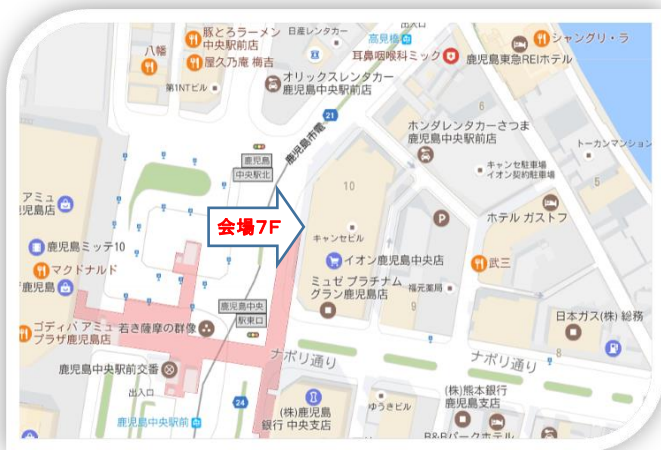 豚とろラーメン
中央駅前店
日産レンタカー
出入口
高見橋
シャングリ・ラ
八幡
屋久乃庵 梅吉
耳鼻咽喉科ミック
鹿児島東急REIホテル
第1NTビル
オリックスレンタカー
鹿児島中央駅前店
21
鹿児島市電
6
ホンダレンタカーさつま
鹿児島中央駅前店
トーカンマンション
鹿児島
中央駅北
キャンセ駐車場
イオン契約駐車場
5
10
アミュ
児島店
会場7F
P
ホテル ガストフ
鹿児島ミッテ10
キャンセビル
マクドナルド
イオン鹿児島中央店
武三
鹿児島
ミュゼ プラチナム
グラン鹿児島店
福元薬局
9
鹿児島中央
駅東口
日本ガス(株) 総務
ゴディバ アミュ
プラザ鹿児島店
若き薩摩の群像
ナポリ通り
ナポリ通り
8
鹿児島中央駅前交番
出入口
24
(株)鹿児島
銀行 中央支店
ゆうきビル
(株)熊本銀行
鹿児島支店
鹿児島中央駅前
B&Bパークホテル